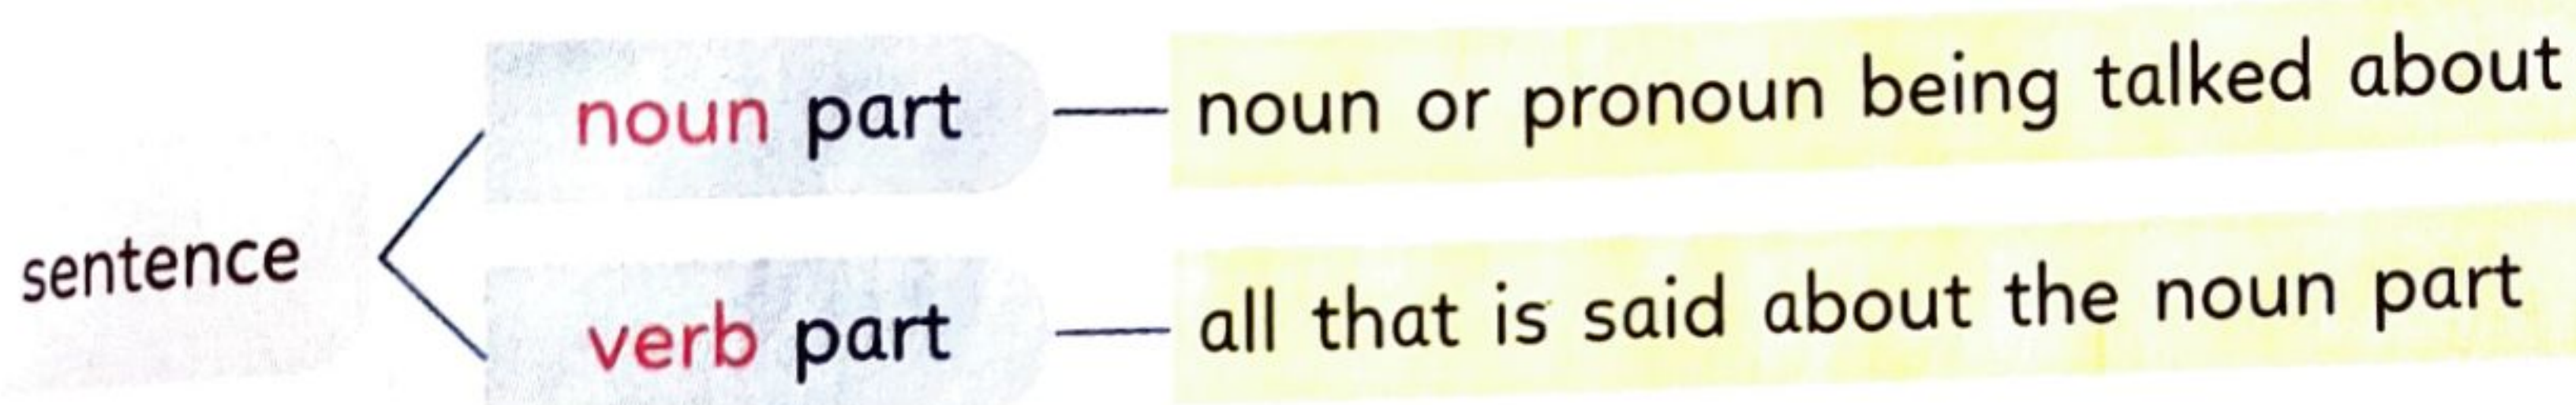 noun part noun or pronoun being talked about
sentence
verb part all that is said about the noun part